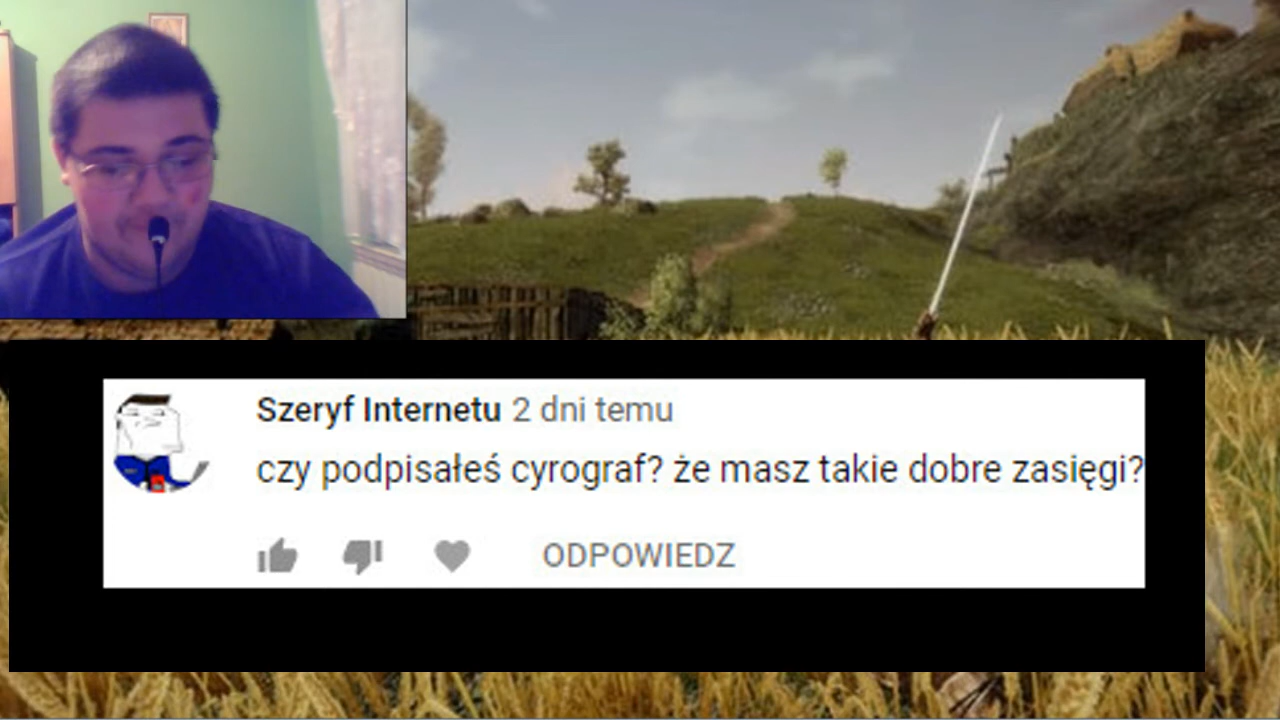 Szeryf Internetu 2 dni temu
czy podpisałeś cyrograf? że masz takie dobre zasięgi?
ODPOWIEDZ